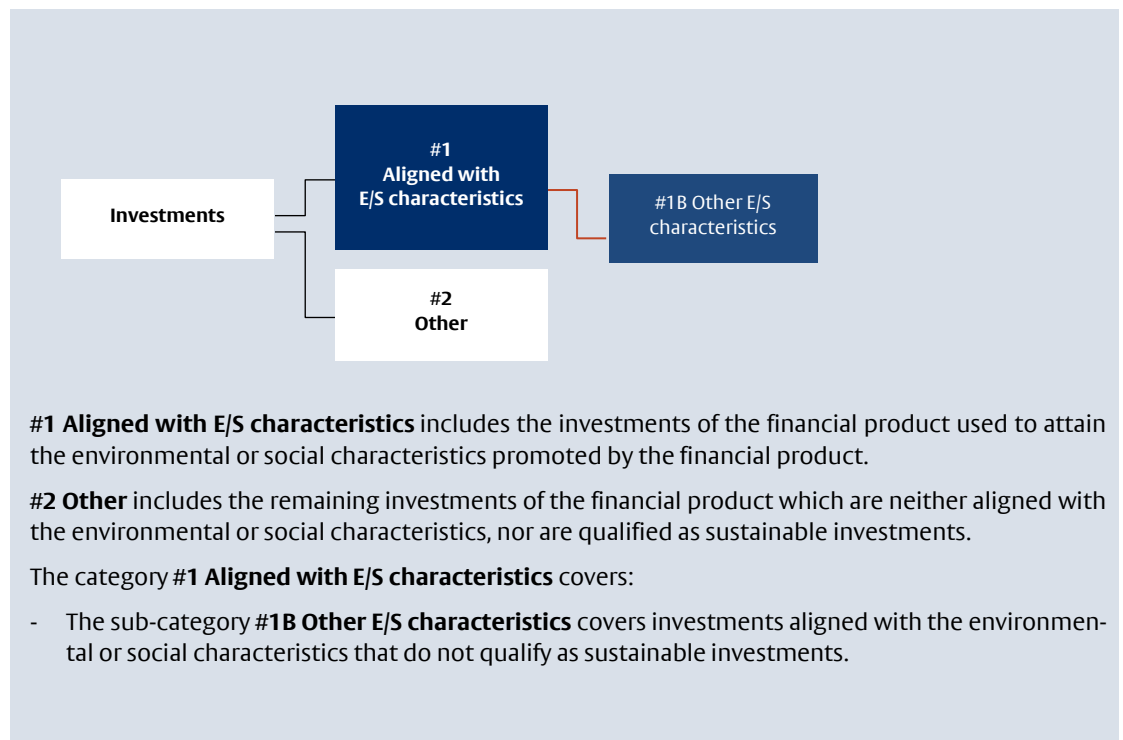 #1
Aligned with
E/S characteristics
Investments
#1B Other E/S
characteristics
#2
Other
#1 Aligned with E/S characteristics includes the investments of the financial product used to attain
the environmental or social characteristics promoted by the financial product.
#2 Other includes the remaining investments of the financial product which are neither aligned with
the environmental or social characteristics, nor are qualified as sustainable investments.
The category #1 Aligned with E/S characteristics covers:
- The sub-category #1B Other E/S characteristics covers investments aligned with the environmen-
tal or social characteristics that do not qualify as sustainable investments.